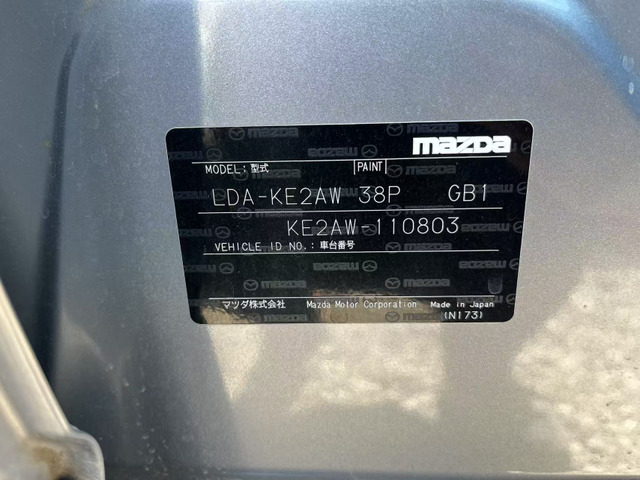 mazda
MODEL:型式 PAINT
LDA-KE2AW 38P GB1
KE2AW-110803
VEHICLE ID NO.:車台番号
マツダ株式会社 Mazda Motor Corporation Made in Japan
(N173)